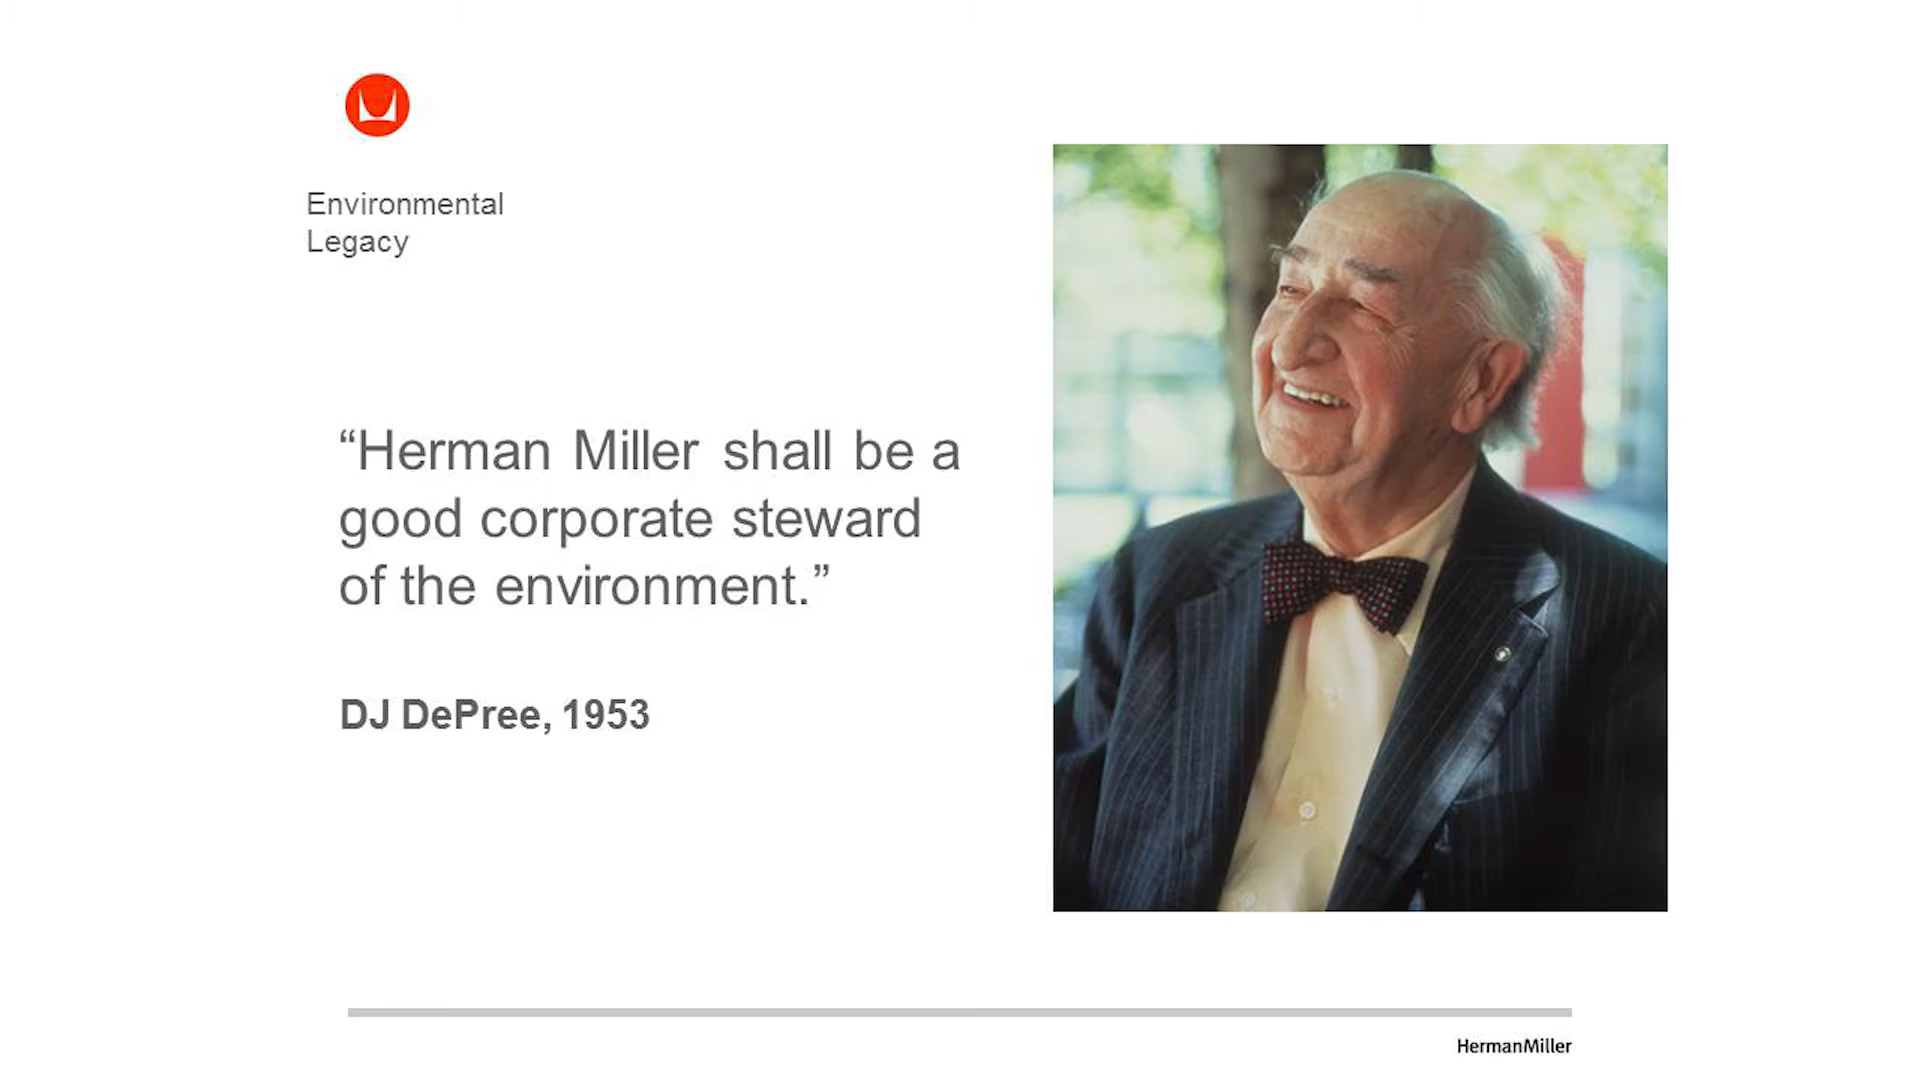 Environmental
Legacy
“Herman Miller shall be a
good corporate steward
of the environment.”
DJ DePree, 1953
HermanMiller